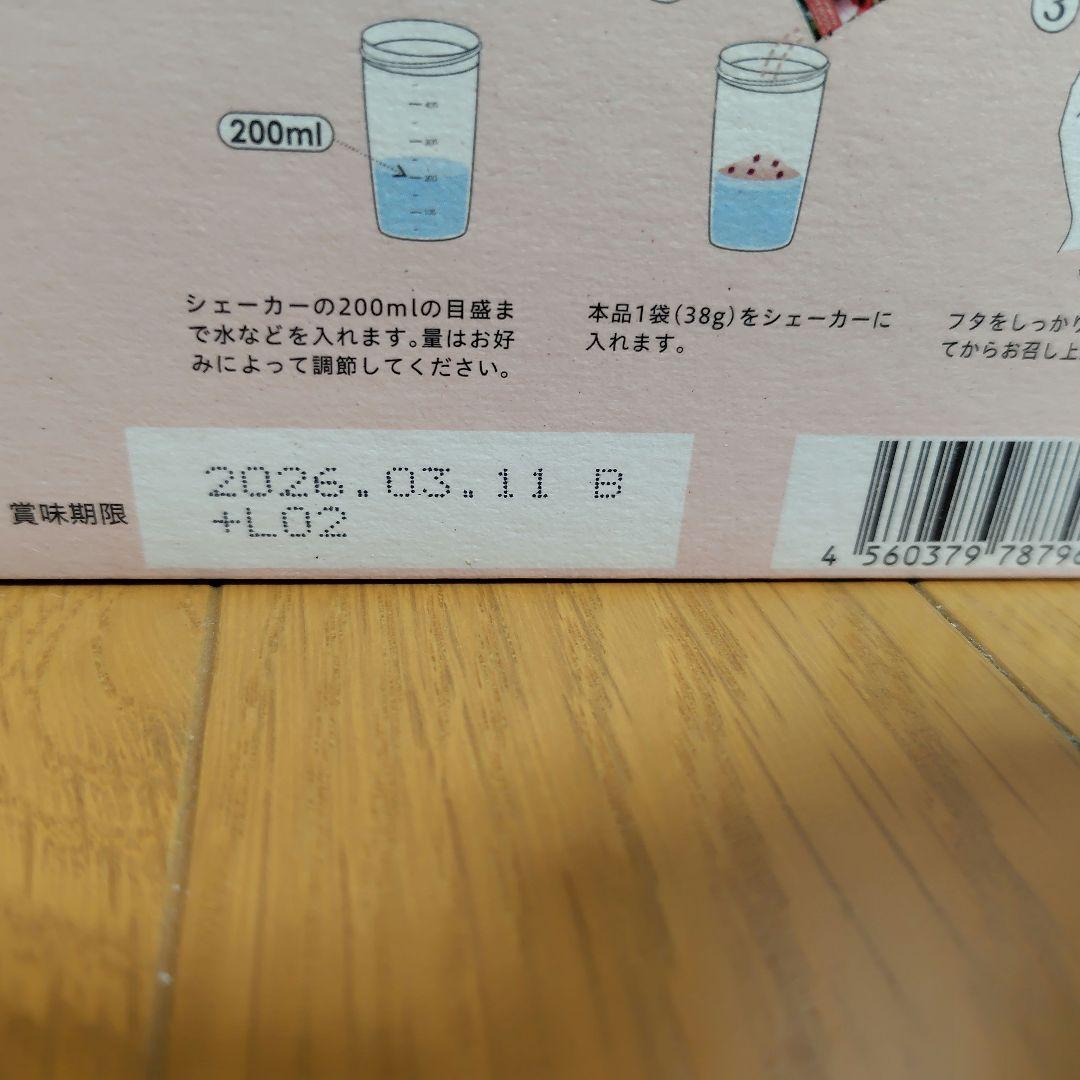 3
200ml
シェーカーの200mlの目盛ま
で水などを入れます。量はお好
みによって調節してください。
本品1袋(38g)をシェーカーに
入れます。
フタをしっかり
てからお召し上
賞味期限
2026.03.11 B
+L02
4 560379 78796